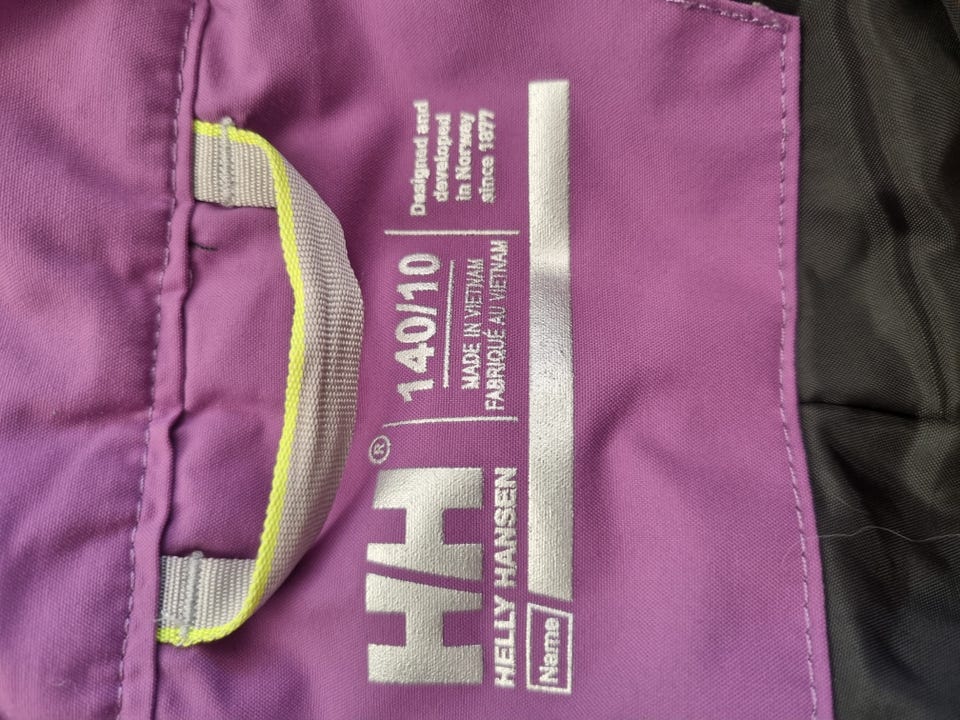 HH®
HELLY HANSEN
140/10
MADE IN VIETNAM
FABRIQUÉ AU VIETNAM
Designed and
developed
in Norway
since 1877
Name